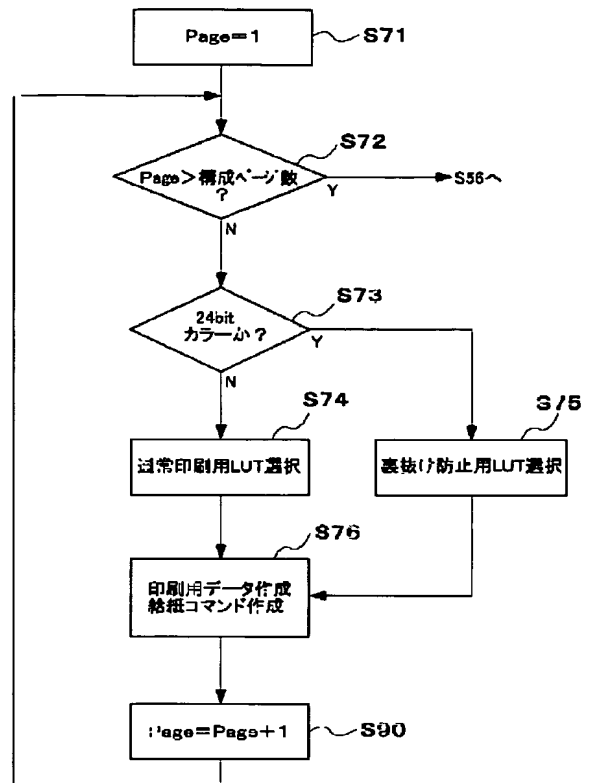 Page=1
S71
S72
Page>構成ページ数
?
Y
S56へ
N
S73
24bit
カラーか?
Y
N
S74
S75
通常印刷用LUT選択
裏抜け防止用LUT選択
S76
印刷用データ作成
給紙コマンド作成
Page=Page+1
S90